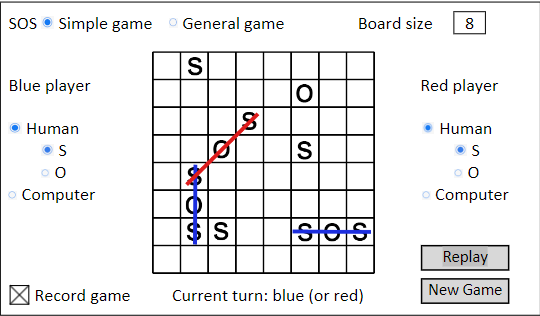 SOS Simple game General game Board size 8
S
Blue player O Red player
S
Human Human
O S
S S
S
O O
Computer Computer
O
S S S O S
Replay
New Game
Record game Current turn: blue (or red)